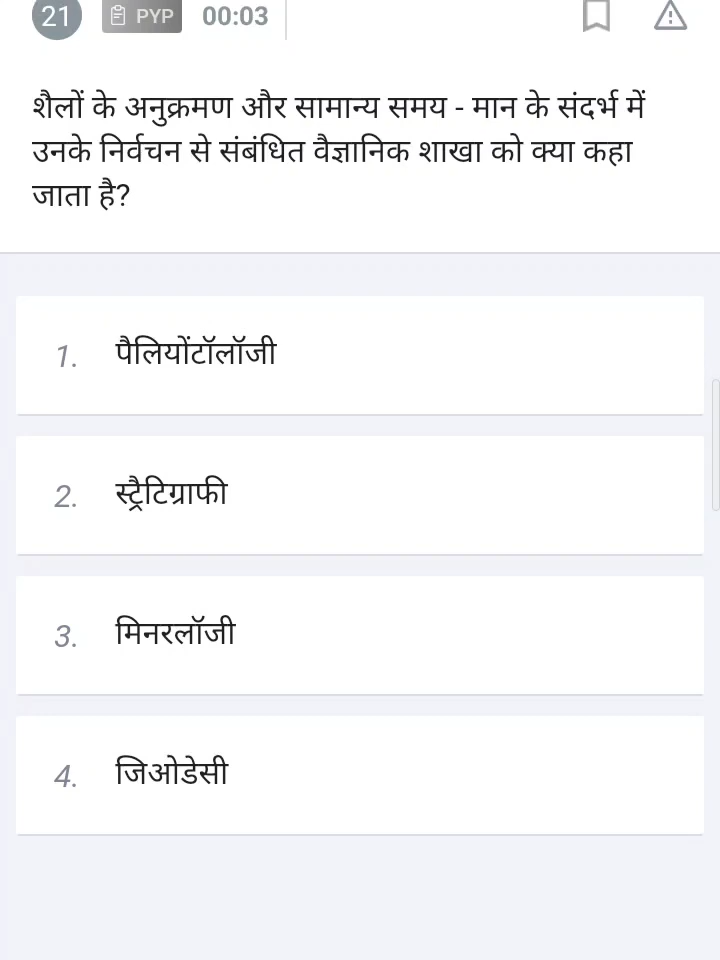 21 PYP 00:03
शैलों के अनुक्रमण और सामान्य समय - मान के संदर्भ में
उनके निर्वचन से संबंधित वैज्ञानिक शाखा को क्या कहा
जाता है?
1. पैलियोंटॉलॉजी
2. स्ट्रैटिग्राफी
3. मिनरलॉजी
4. जिओडेसी